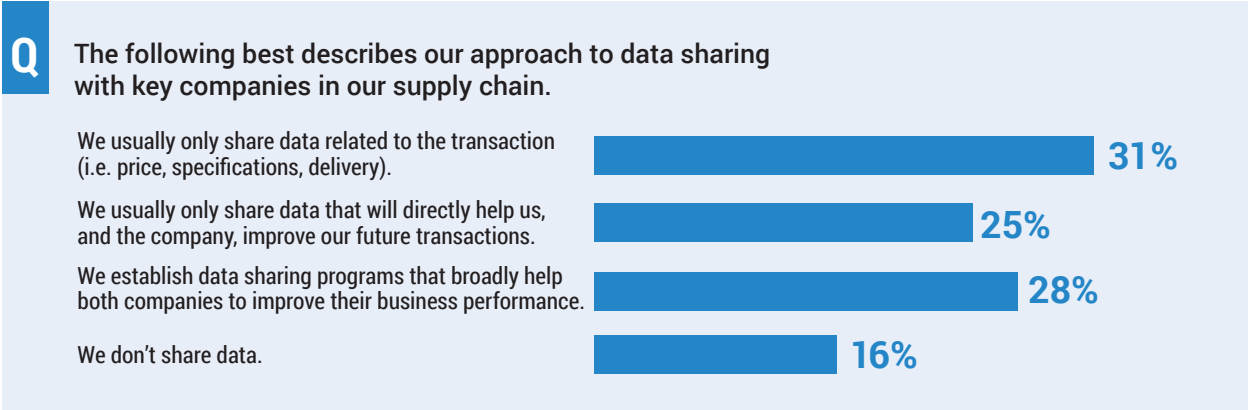 Q
The following best describes our approach to data sharing
with key companies in our supply chain.
We usually only share data related to the transaction
(i.e. price, specifications, delivery).
31%
We usually only share data that will directly help us,
and the company, improve our future transactions.
25%
We establish data sharing programs that broadly help
both companies to improve their business performance.
28%
We don’t share data.
16%